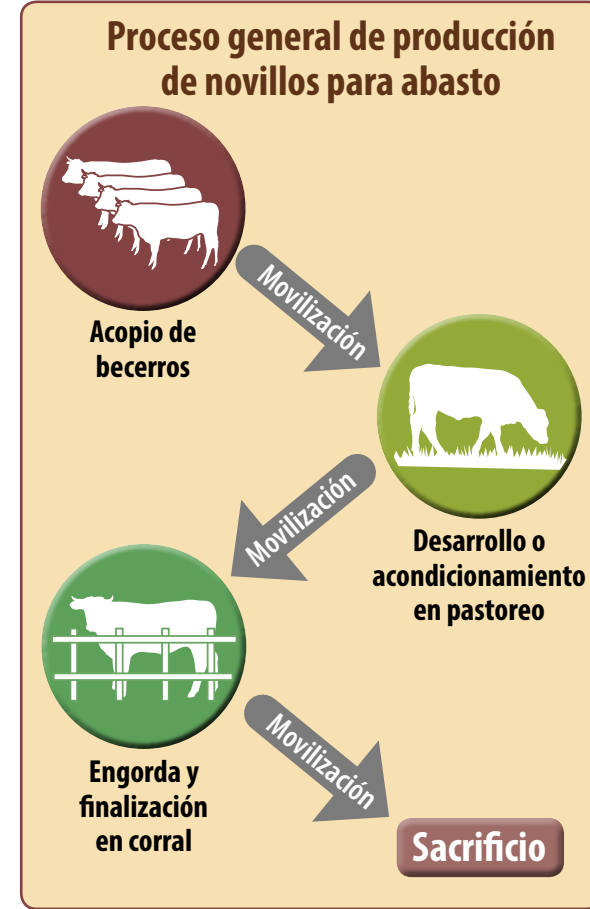 Proceso general de producción
de novillos para abasto
Acopio de
becerros
Movilización
Desarrollo o
acondicionamiento
en pastoreo
Movilización
Engorda y
finalización
en corral
Movilización
Sacrificio